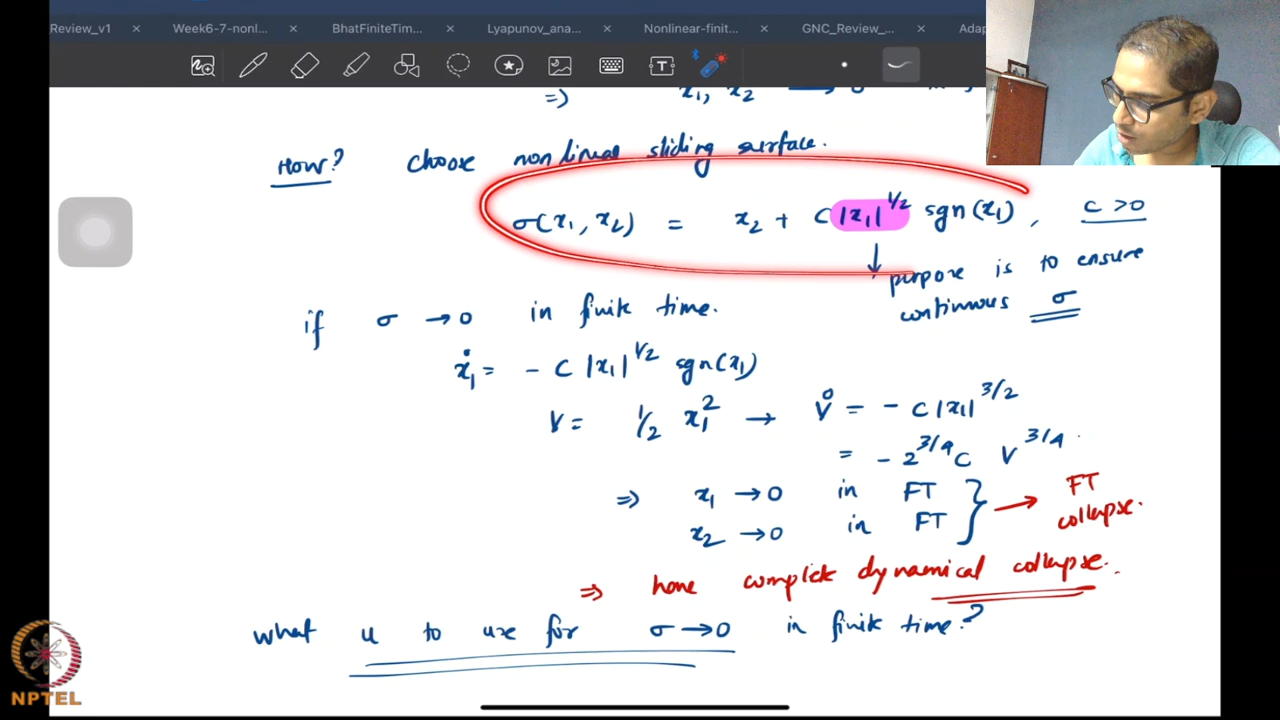 Review_v1 × Week6-7-nonl... × BhatFiniteTim... × Lyapunov_ana... × Nonlinear-finit... × GNC_Review_... × Adap
T
=) x₁, x₂ → 0
How? choose nonlinear sliding surface.
σ(x₁, x₂) = x₂ + C|x₁|^1/2 sgn(x₁), C >0
↓ purpose is to ensure
continuous σ
if σ → 0 in finite time.
ẋ₁ = - C |x₁|^1/2 sgn(x₁)
V = 1/2 x₁² → V̇ = - C|x₁|^3/2
= - 2^3/4 C V^3/4.
⇒ x₁ → 0 in FT } → FT
x₂ → 0 in FT collapse.
⇒ have complete dynamical collapse.
What u to use for σ → 0 in finite time?
NPTEL